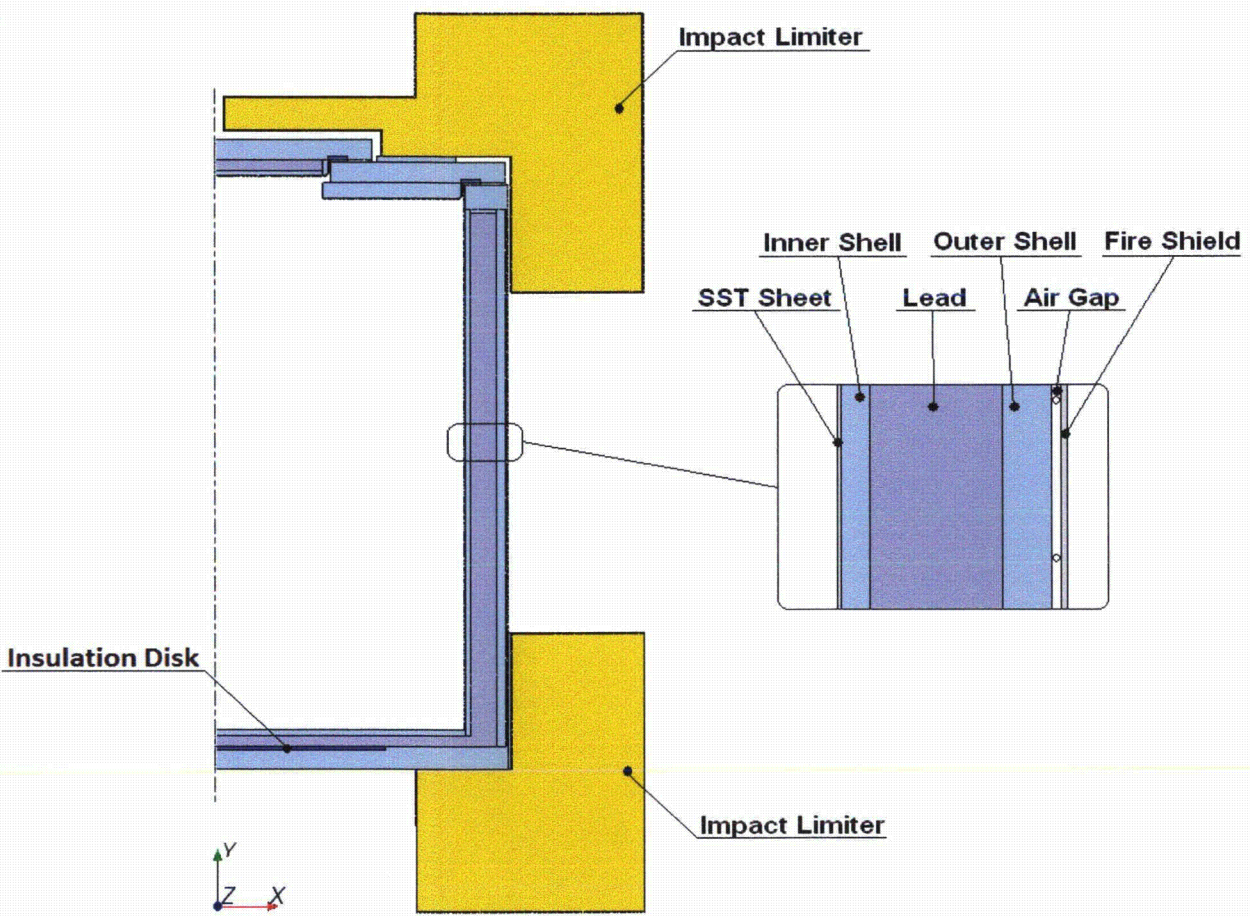 Impact Limiter
Inner Shell
Outer Shell
Fire Shield
SST Sheet
Lead
Air Gap
Insulation Disk
Impact Limiter
Y
Z
X